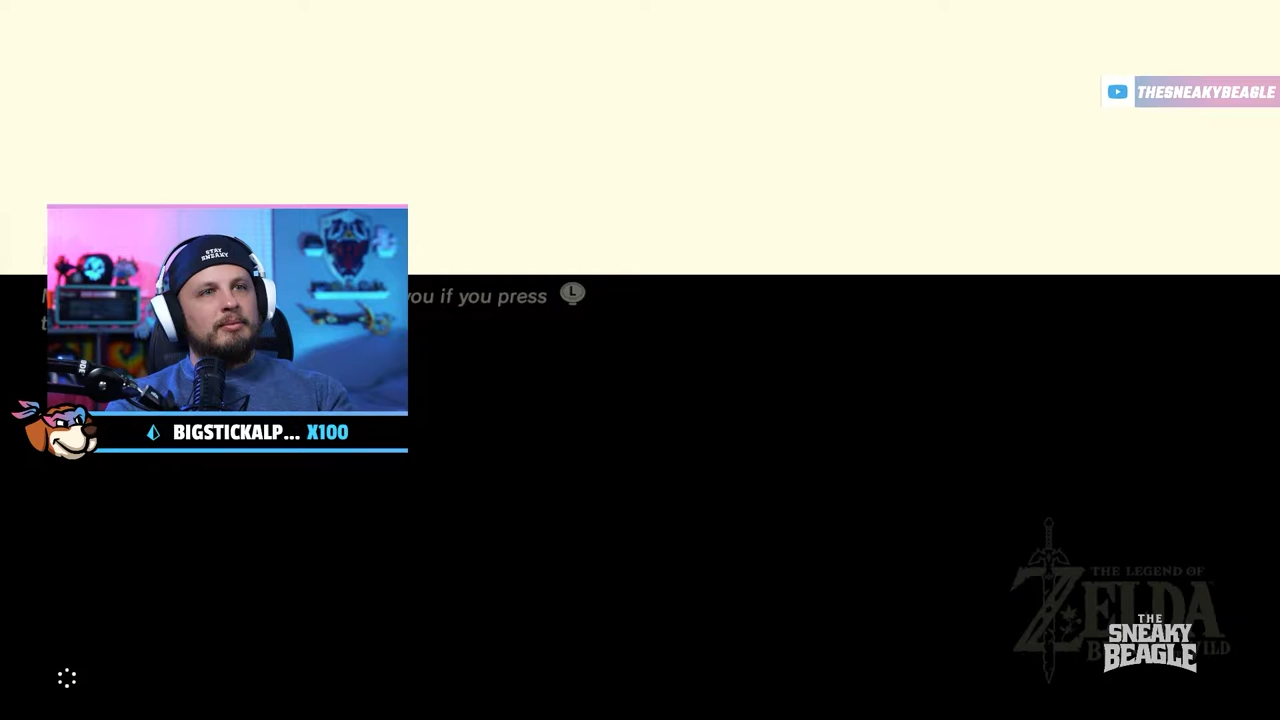 THESNEAKYBEAGLE
STAY
SNEAKY
you if you press L
BIGSTICKALP... X100
THE LEGEND OF
ZELDA
THE
SNEAKY
BEAGLE